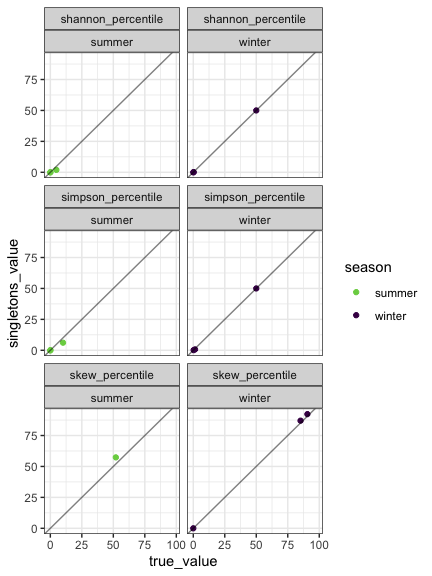 shannon_percentile shannon_percentile
summer winter
75
50
25
0
simpson_percentile simpson_percentile
summer winter
75
50
25
0
skew_percentile skew_percentile
summer winter
75
50
25
0
0 25 50 75 100 0 25 50 75 100
true_value
singletons_value
season
summer
winter